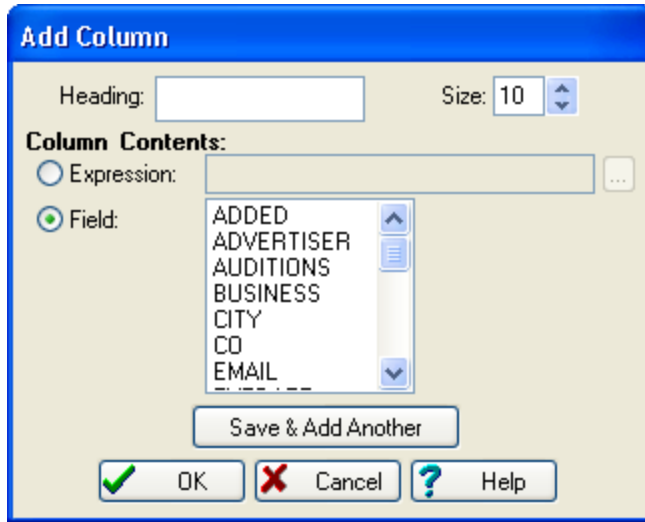 Add Column
Heading: Size: 10
Column Contents:
Expression: ...
Field:
ADDED
ADVERTISER
AUDITIONS
BUSINESS
CITY
CO
EMAIL
Save & Add Another
OK Cancel ? Help